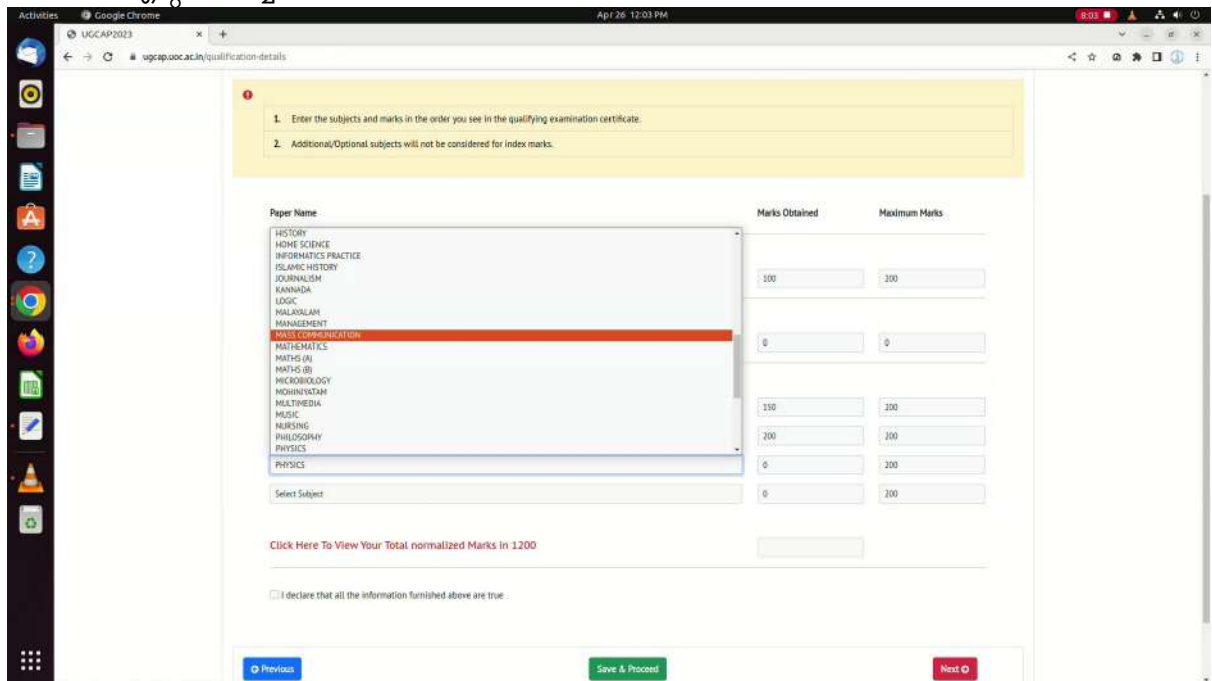 Activities
Google Chrome
Apr 26 12:03 PM
8:03
UGCAP2023
ugcap.uoc.ac.in/qualification-details
1. Enter the subjects and marks in the order you see in the qualifying examination certificate.
2. Additional/Optional subjects will not be considered for index marks.
Paper Name Marks Obtained Maximum Marks
HISTORY
HOME SCIENCE
INFORMATICS PRACTICE
ISLAMIC HISTORY
JOURNALISM
KANNADA
LOGIC
MALAYALAM
MANAGEMENT
MASS COMMUNICATION
MATHEMATICS
MATHS (A)
MATHS (B)
MICROBIOLOGY
MOHINIYATAM
MULTIMEDIA
MUSIC
NURSING
PHILOSOPHY
PHYSICS
100 200
0 0
150 200
200 200
PHYSICS 0 200
Select Subject 0 200
Click Here To View Your Total normalized Marks in 1200
I declare that all the information furnished above are true
Previous Save & Proceed Next